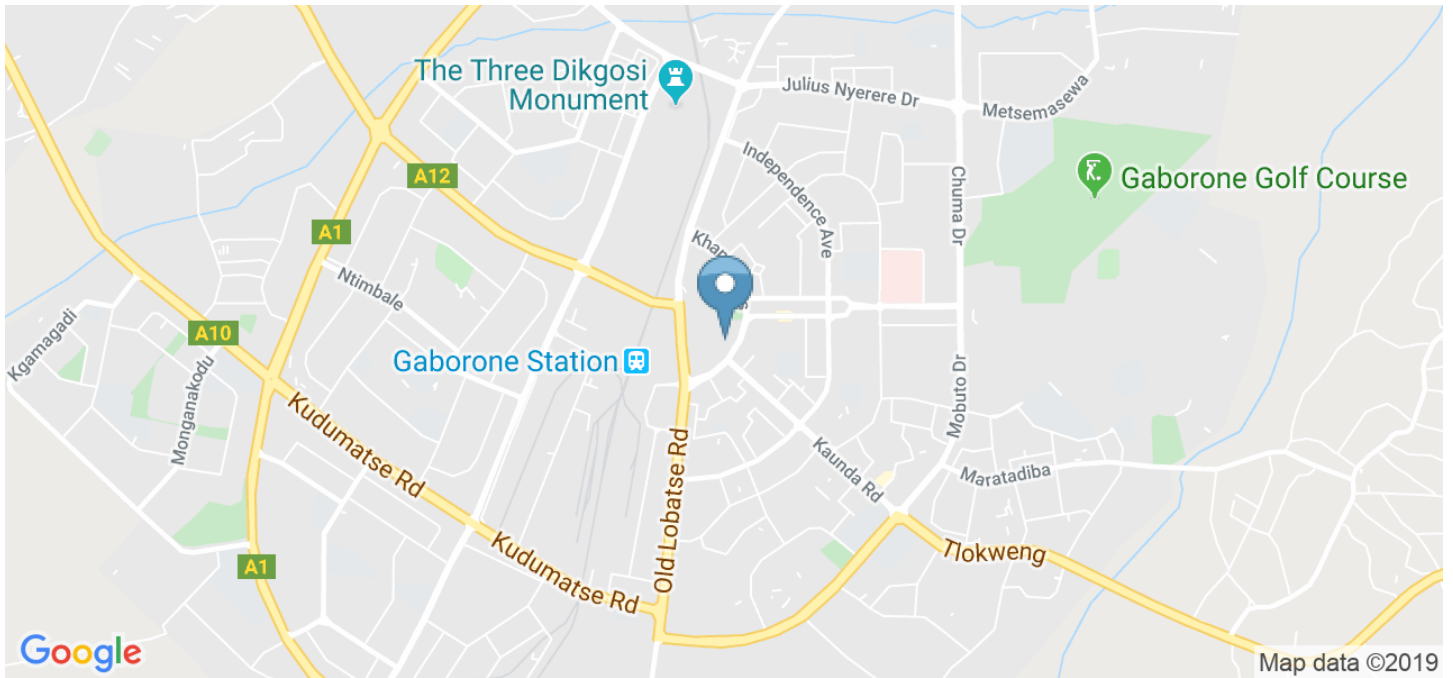 The Three Dikgosi
Monument
Julius Nyerere Dr
Metsemasewa
Independence Ave
A12
Chuma Dr
Gaborone Golf Course
A1
Ntimbale
Kgamagadi
A10
Monganakodu
Gaborone Station
Kudumatse Rd
Mobuto Dr
Kaunda Rd
Maratadiba
Old Lobatse Rd
Kudumatse Rd
Tlokweng
A1
Google
Map data ©2019